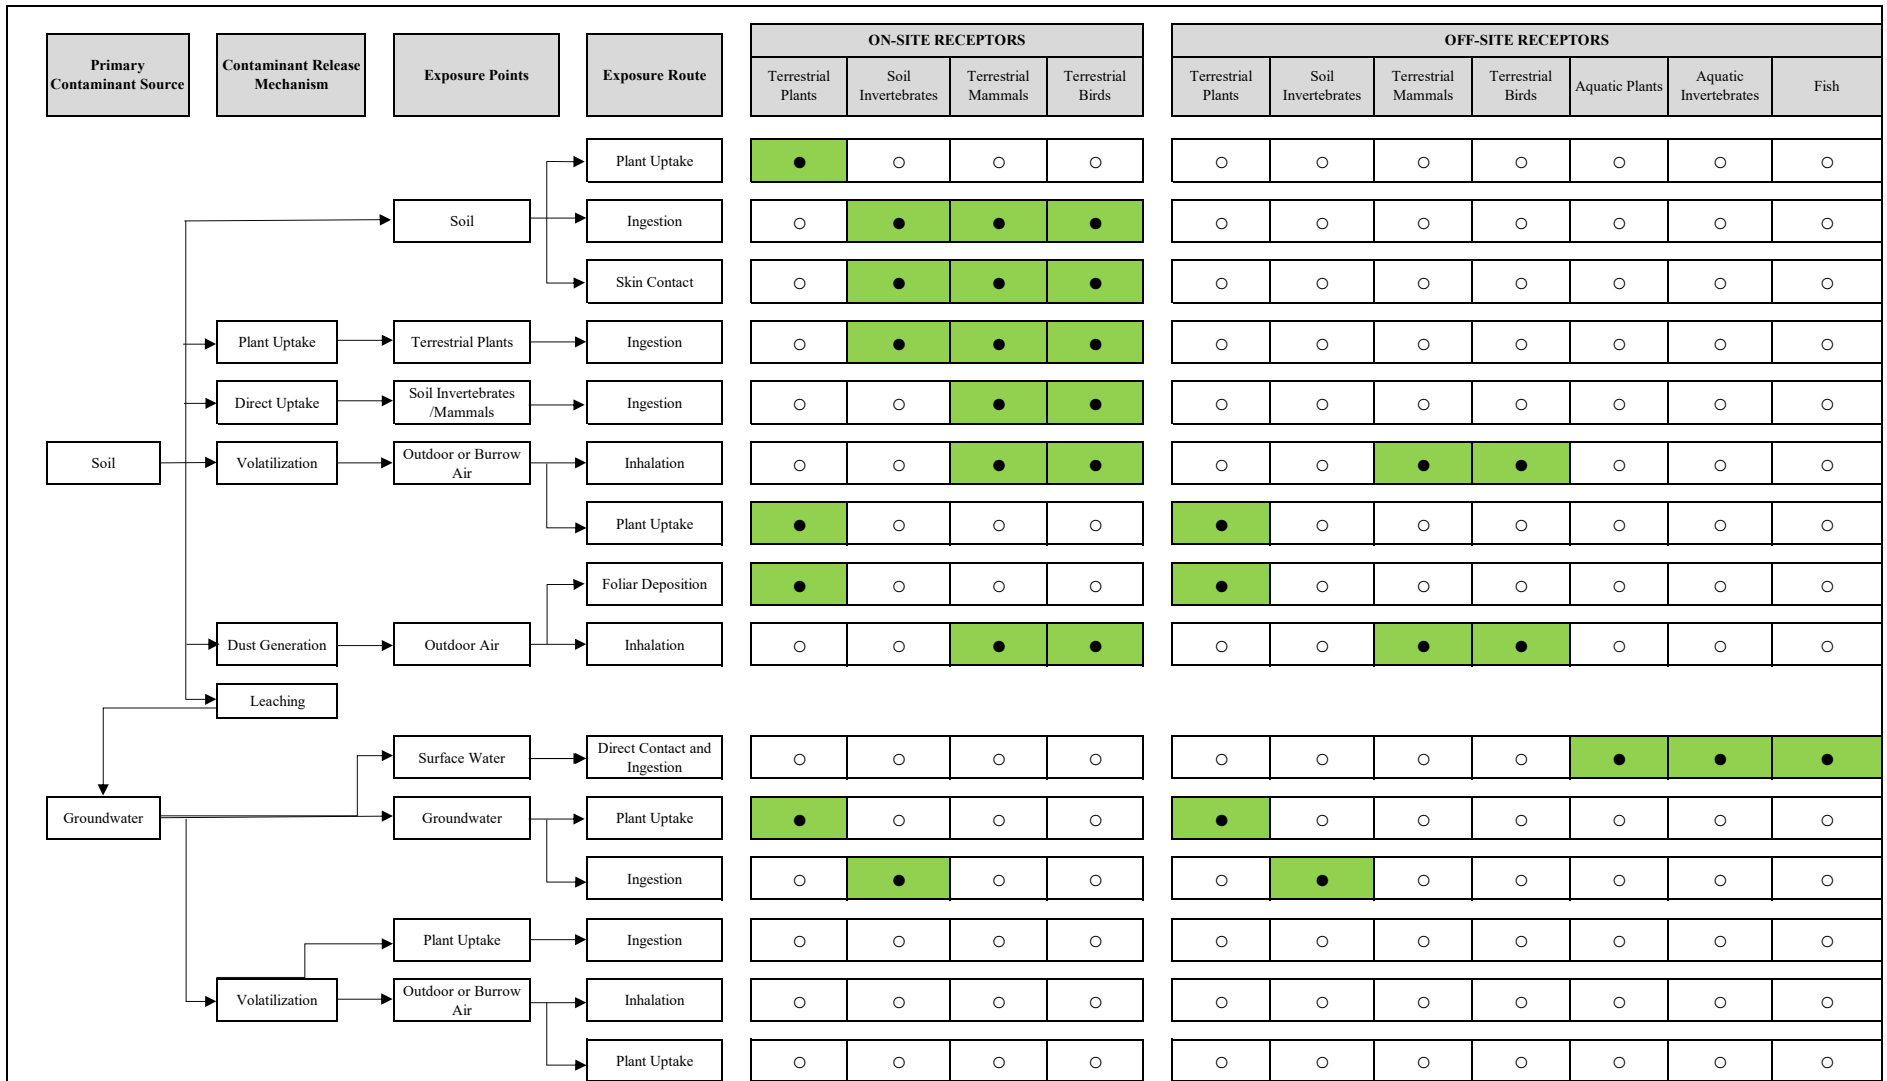 ON-SITE RECEPTORS
OFF-SITE RECEPTORS
Primary
Contaminant Source
Contaminant Release
Mechanism
Exposure Points
Exposure Route
Terrestrial
Plants
Soil
Invertebrates
Terrestrial
Mammals
Terrestrial
Birds
Terrestrial
Plants
Soil
Invertebrates
Terrestrial
Mammals
Terrestrial
Birds
Aquatic Plants
Aquatic
Invertebrates
Fish
Plant Uptake ● ○ ○ ○ ○ ○ ○ ○ ○ ○ ○
Soil Ingestion ○ ● ● ● ○ ○ ○ ○ ○ ○ ○
Skin Contact ○ ● ● ● ○ ○ ○ ○ ○ ○ ○
Plant Uptake Terrestrial Plants Ingestion ○ ● ● ● ○ ○ ○ ○ ○ ○ ○
Direct Uptake
Soil Invertebrates
/Mammals
Ingestion ○ ○ ● ● ○ ○ ○ ○ ○ ○ ○
Soil
Volatilization
Outdoor or Burrow
Air
Inhalation ○ ○ ● ● ○ ○ ● ● ○ ○ ○
Plant Uptake ● ○ ○ ○ ● ○ ○ ○ ○ ○ ○
Foliar Deposition ● ○ ○ ○ ● ○ ○ ○ ○ ○ ○
Dust Generation Outdoor Air Inhalation ○ ○ ● ● ○ ○ ● ● ○ ○ ○
Leaching
Surface Water
Direct Contact and
Ingestion
○ ○ ○ ○ ○ ○ ○ ○ ● ● ●
Groundwater Groundwater Plant Uptake ● ○ ○ ○ ● ○ ○ ○ ○ ○ ○
Ingestion ○ ● ○ ○ ○ ● ○ ○ ○ ○ ○
Plant Uptake Ingestion ○ ○ ○ ○ ○ ○ ○ ○ ○ ○ ○
Volatilization
Outdoor or Burrow
Air
Inhalation ○ ○ ○ ○ ○ ○ ○ ○ ○ ○ ○
Plant Uptake ○ ○ ○ ○ ○ ○ ○ ○ ○ ○ ○